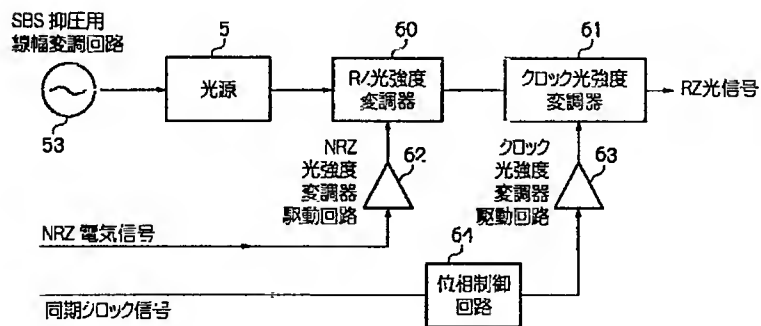 SBS 抑圧用
線幅変調回路
53
5
光源
60
RZ光強度
変調器
61
クロック光強度
変調器
RZ光信号
NRZ
光強度
変調器
駆動回路
62
クロック
光強度
変調器
駆動回路
63
NRZ 電気信号
64
位相制御
回路
同期クロック信号